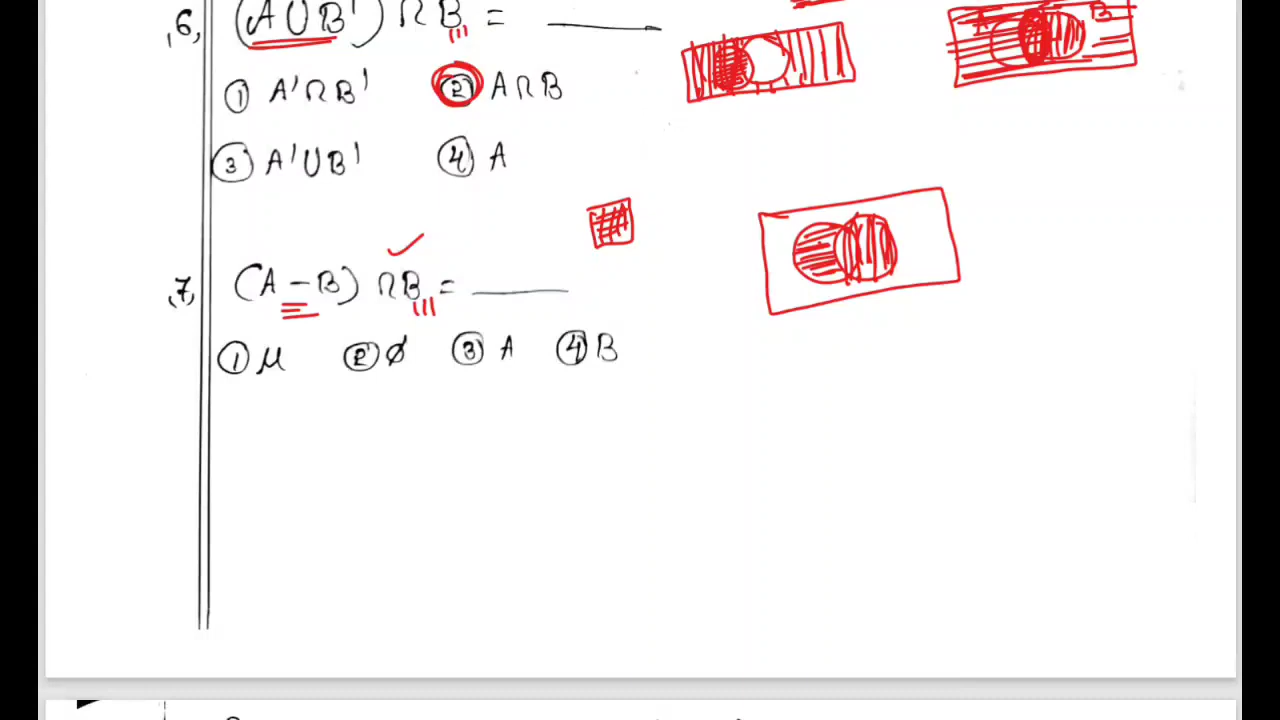 ,6, (A∪B') ∩ B = ______
① A'∩B' ② A∩B
③ A'∪B' ④ A
A B
,7, (A-B) ∩B = ______
① μ ② ϕ ③ A ④ B